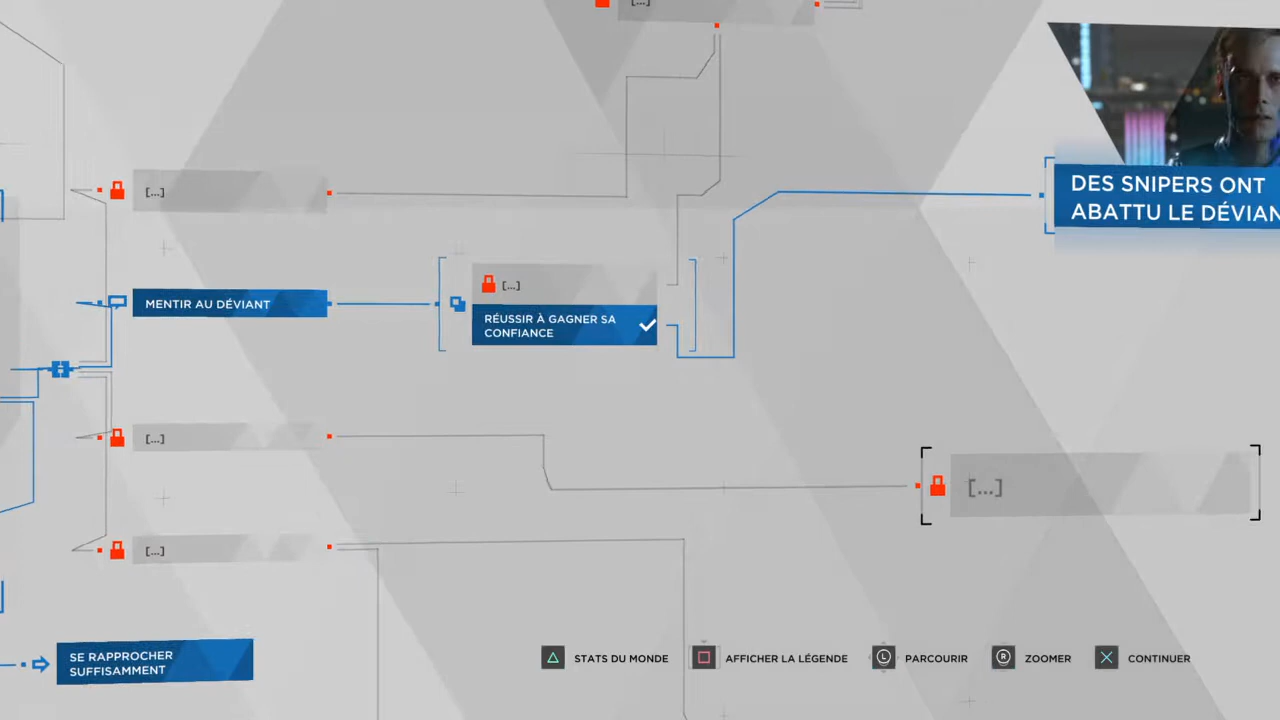 [...]
DES SNIPERS ONT
ABATTU LE
[...]
[...]
MENTIR AU DÉVIANT
RÉUSSIR À GAGNER SA
CONFIANCE
[...]
[...]
[...]
SE RAPPROCHER
SUFFISAMMENT
STATS DU MONDE
AFFICHER LA LÉGENDE
L
PARCOURIR
R
ZOOMER
CONTINUER